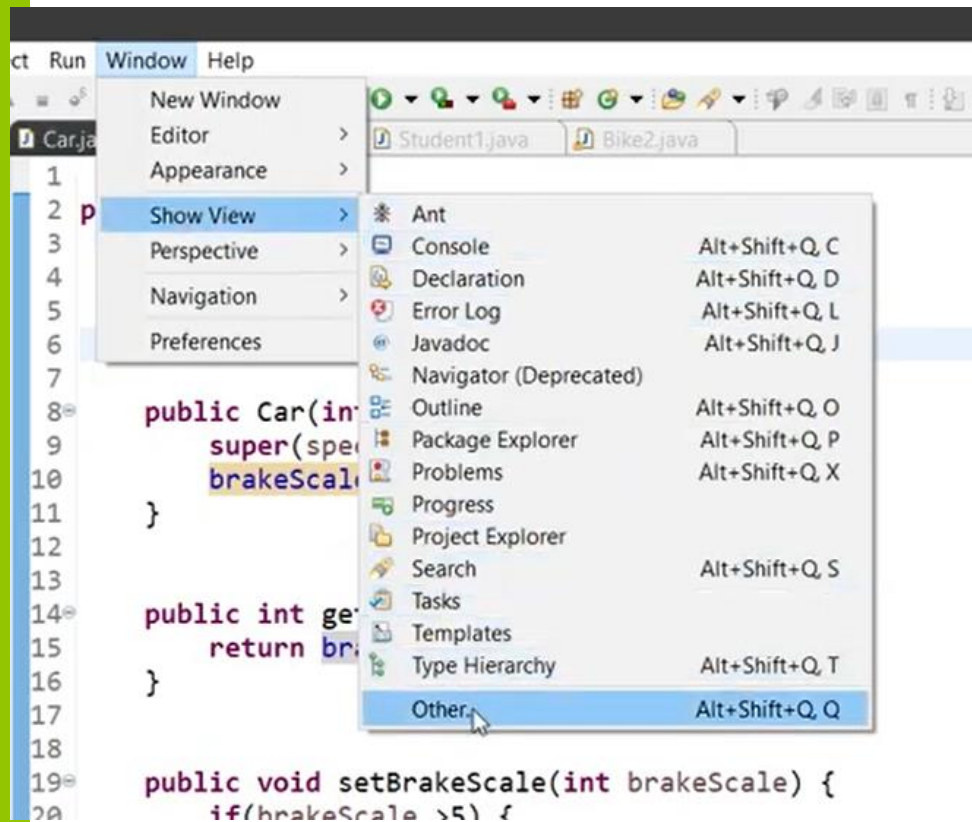 ct Run Window Help
New Window
Editor
Appearance
Show View
Perspective
Navigation
Preferences
Car.ja
Student1.java
Bike2.java
Ant
Console Alt+Shift+Q, C
Declaration Alt+Shift+Q, D
Error Log Alt+Shift+Q, L
Javadoc Alt+Shift+Q, J
Navigator (Deprecated)
Outline Alt+Shift+Q, O
Package Explorer Alt+Shift+Q, P
Problems Alt+Shift+Q, X
Progress
Project Explorer
Search Alt+Shift+Q, S
Tasks
Templates
Type Hierarchy Alt+Shift+Q, T
Other... Alt+Shift+Q, Q
1
2 p
3
4
5
6
7
8 public Car(int
9 super(spe
10 brakeScal
11 }
12
13
14 public int ge
15 return bra
16 }
17
18
19 public void setBrakeScale(int brakeScale) {
20 if(brakeScale >5) {